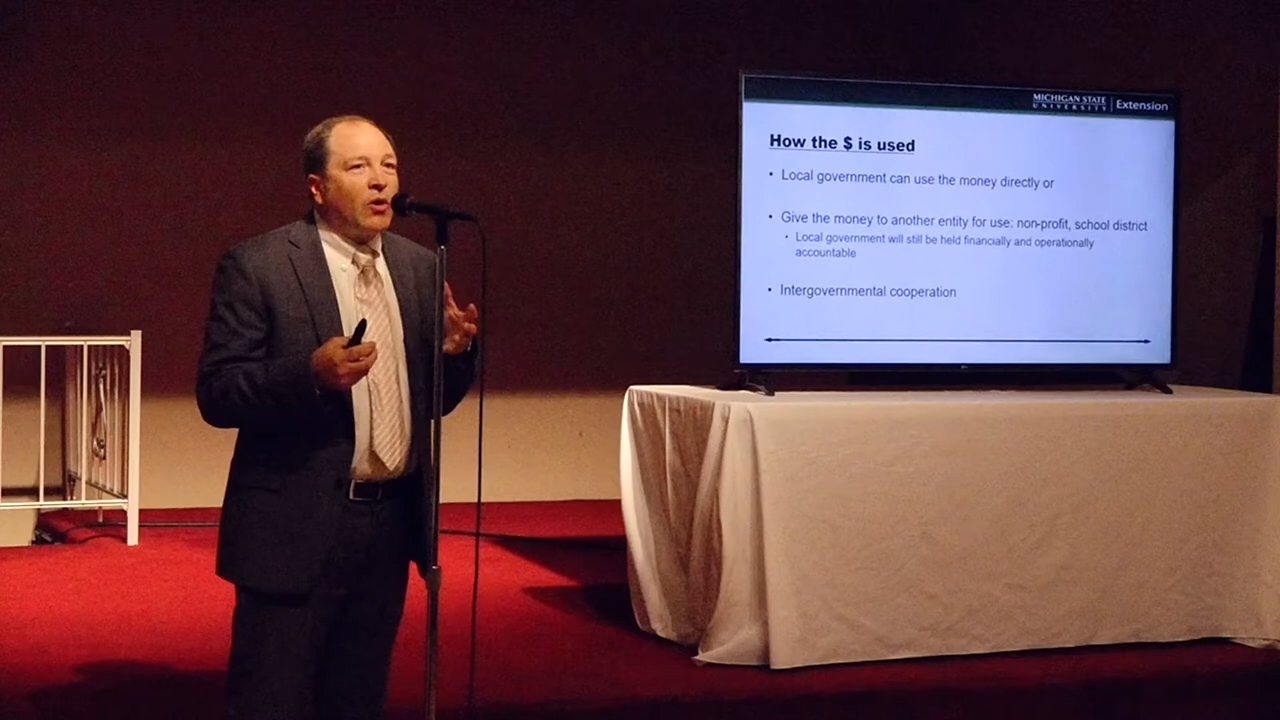 MICHIGAN STATE
UNIVERSITY
Extension
How the $ is used
• Local government can use the money directly or
• Give the money to another entity for use: non-profit, school district
• Local government will still be held financially and operationally
accountable
• Intergovernmental cooperation